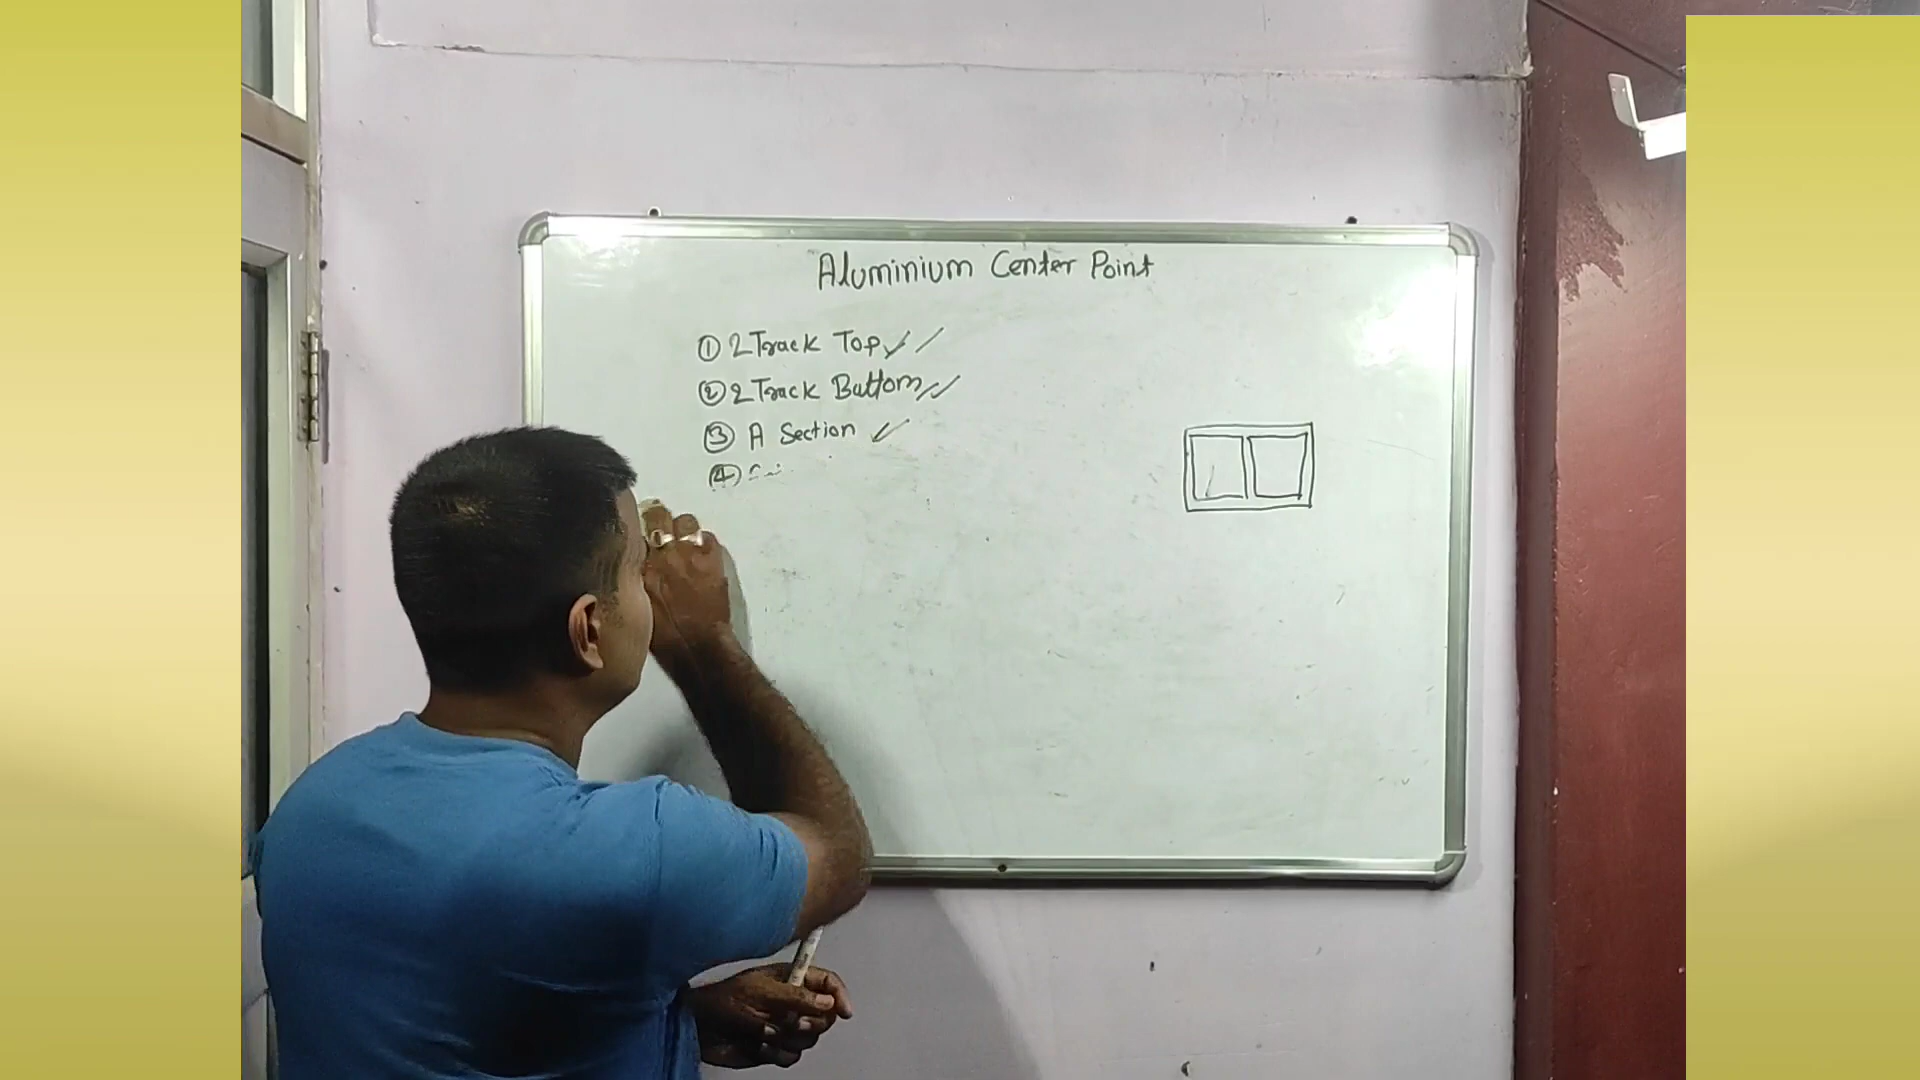 Aluminium Center Point
① 2 Track Top
② 2 Track Buttom
③ A Section
④